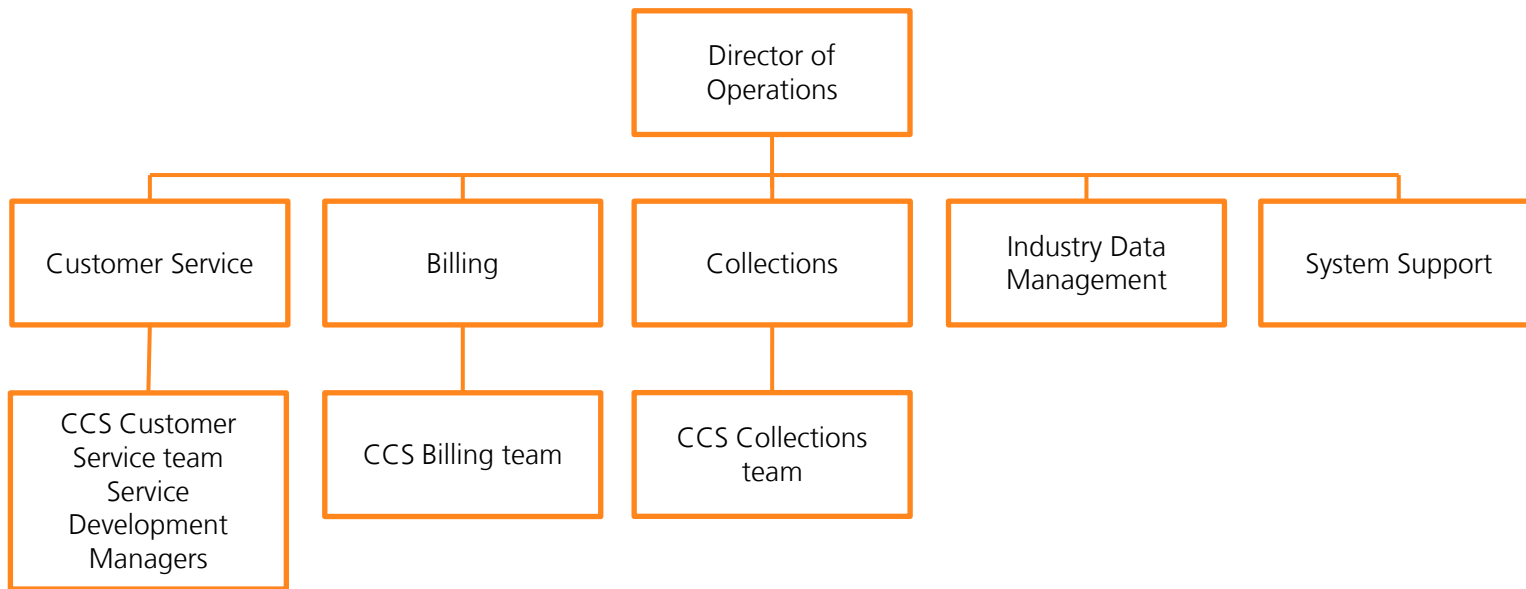 Director of
Operations
Customer Service
Billing
Collections
Industry Data
Management
System Support
CCS Customer
Service team
Service
Development
Managers
CCS Billing team
CCS Collections
team